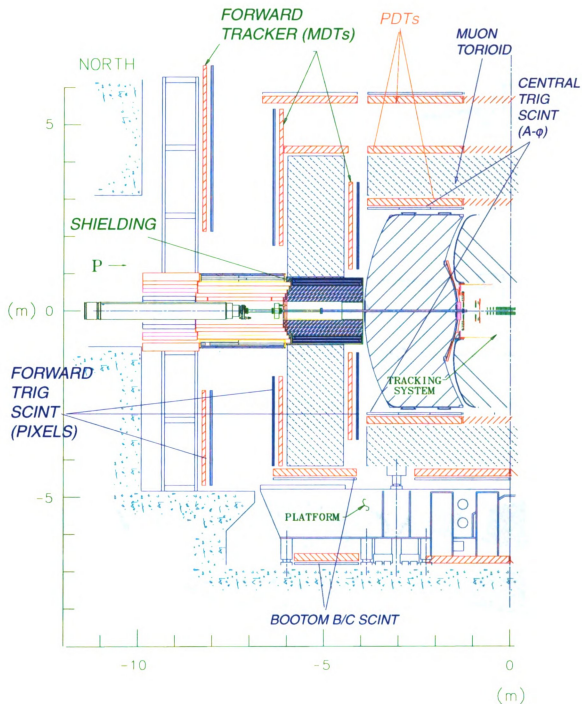 FORWARD
TRACKER (MDTs)
PDTs
MUON
TORIOID
NORTH
CENTRAL
TRIG
SCINT
(A-φ)
5
SHIELDING
P
(m)
0
FORWARD
TRIG
SCINT
(PIXELS)
TRACKING
SYSTEM
-5
PLATFORM
BOOTOM B/C SCINT
-10
-5
0
(m)